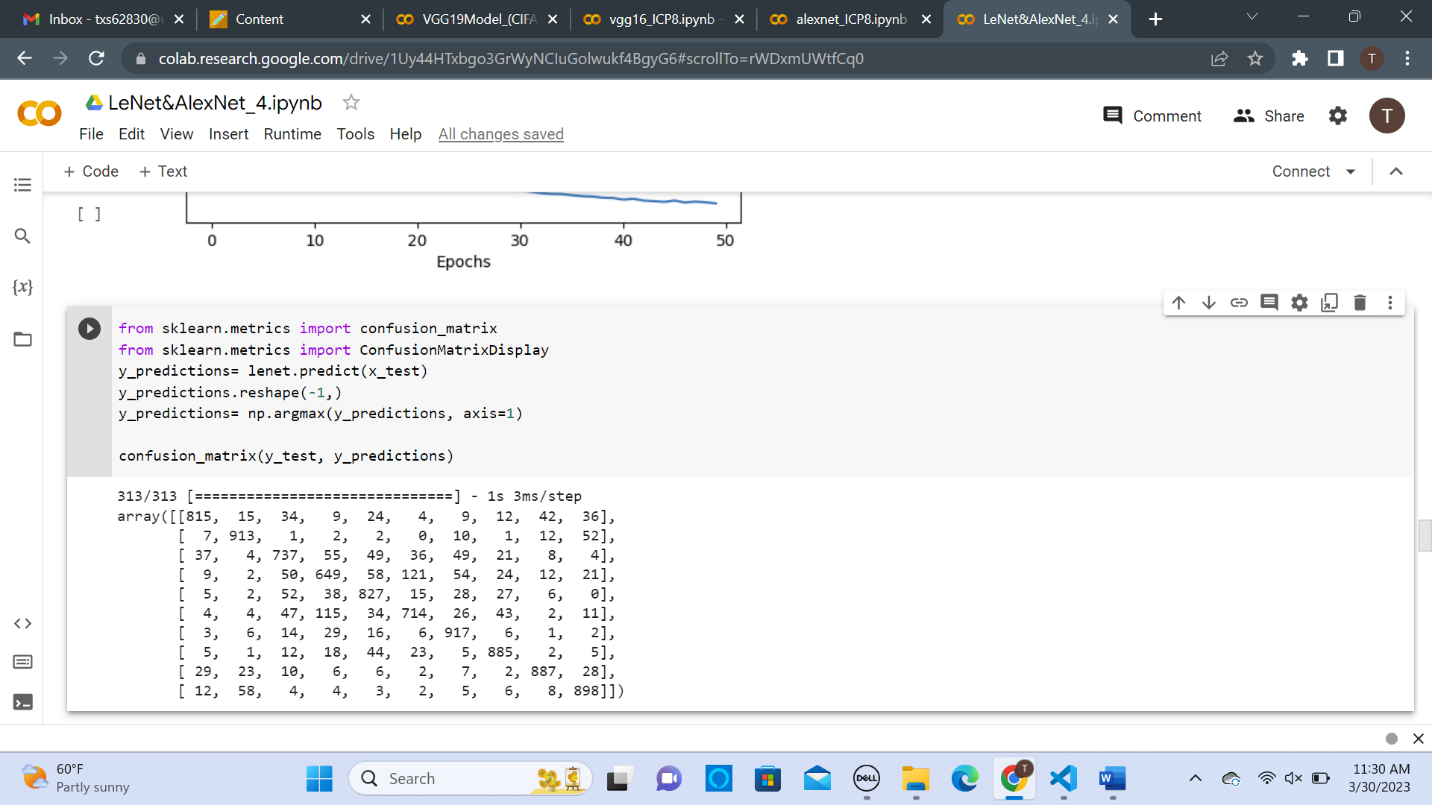 Inbox - txs62830@u
Content
VGG19Model_(CIFA
vgg16_ICP8.ipynb -
alexnet_ICP8.ipynb
LeNet&AlexNet_4.ip
colab.research.google.com/drive/1Uy44HTxbgo3GrWyNCIuGolwukf4BgyG6#scrollTo=rWDxmUWtfCq0
T
CO
LeNet&AlexNet_4.ipynb
Comment
Share
T
File Edit View Insert Runtime Tools Help All changes saved
+ Code + Text
Connect
[ ]
0 10 20 30 40 50
Epochs
{x}
from sklearn.metrics import confusion_matrix
from sklearn.metrics import ConfusionMatrixDisplay
y_predictions= lenet.predict(x_test)
y_predictions.reshape(-1,)
y_predictions= np.argmax(y_predictions, axis=1)
confusion_matrix(y_test, y_predictions)
313/313 [==============================] - 1s 3ms/step
array([[815, 15, 34, 9, 24, 4, 9, 12, 42, 36],
[ 7, 913, 1, 2, 2, 0, 10, 1, 12, 52],
[ 37, 4, 737, 55, 49, 36, 49, 21, 8, 4],
[ 9, 2, 50, 649, 58, 121, 54, 24, 12, 21],
[ 5, 2, 52, 38, 827, 15, 28, 27, 6, 0],
[ 4, 4, 47, 115, 34, 714, 26, 43, 2, 11],
[ 3, 6, 14, 29, 16, 6, 917, 6, 1, 2],
[ 5, 1, 12, 18, 44, 23, 5, 885, 2, 5],
[ 29, 23, 10, 6, 6, 2, 7, 2, 887, 28],
[ 12, 58, 4, 4, 3, 2, 5, 6, 8, 898]])
60°F
Partly sunny
Search
DELL
T
W
11:30 AM
3/30/2023